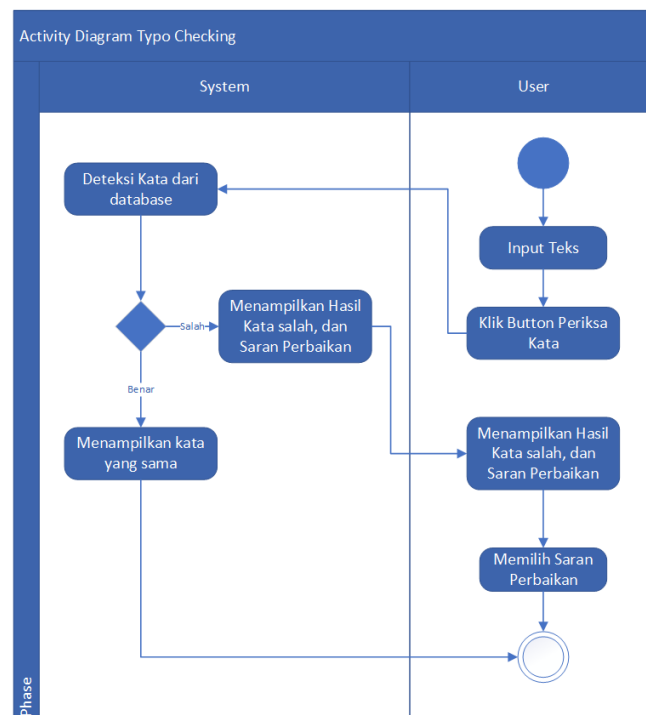 Activity Diagram Typo Checking
System
User
Deteksi Kata dari
database
Input Teks
Klik Button Periksa
Kata
Salah
Menampilkan Hasil
Kata salah, dan
Saran Perbaikan
Benar
Menampilkan kata
yang sama
Menampilkan Hasil
Kata salah, dan
Saran Perbaikan
Memilih Saran
Perbaikan
Phase